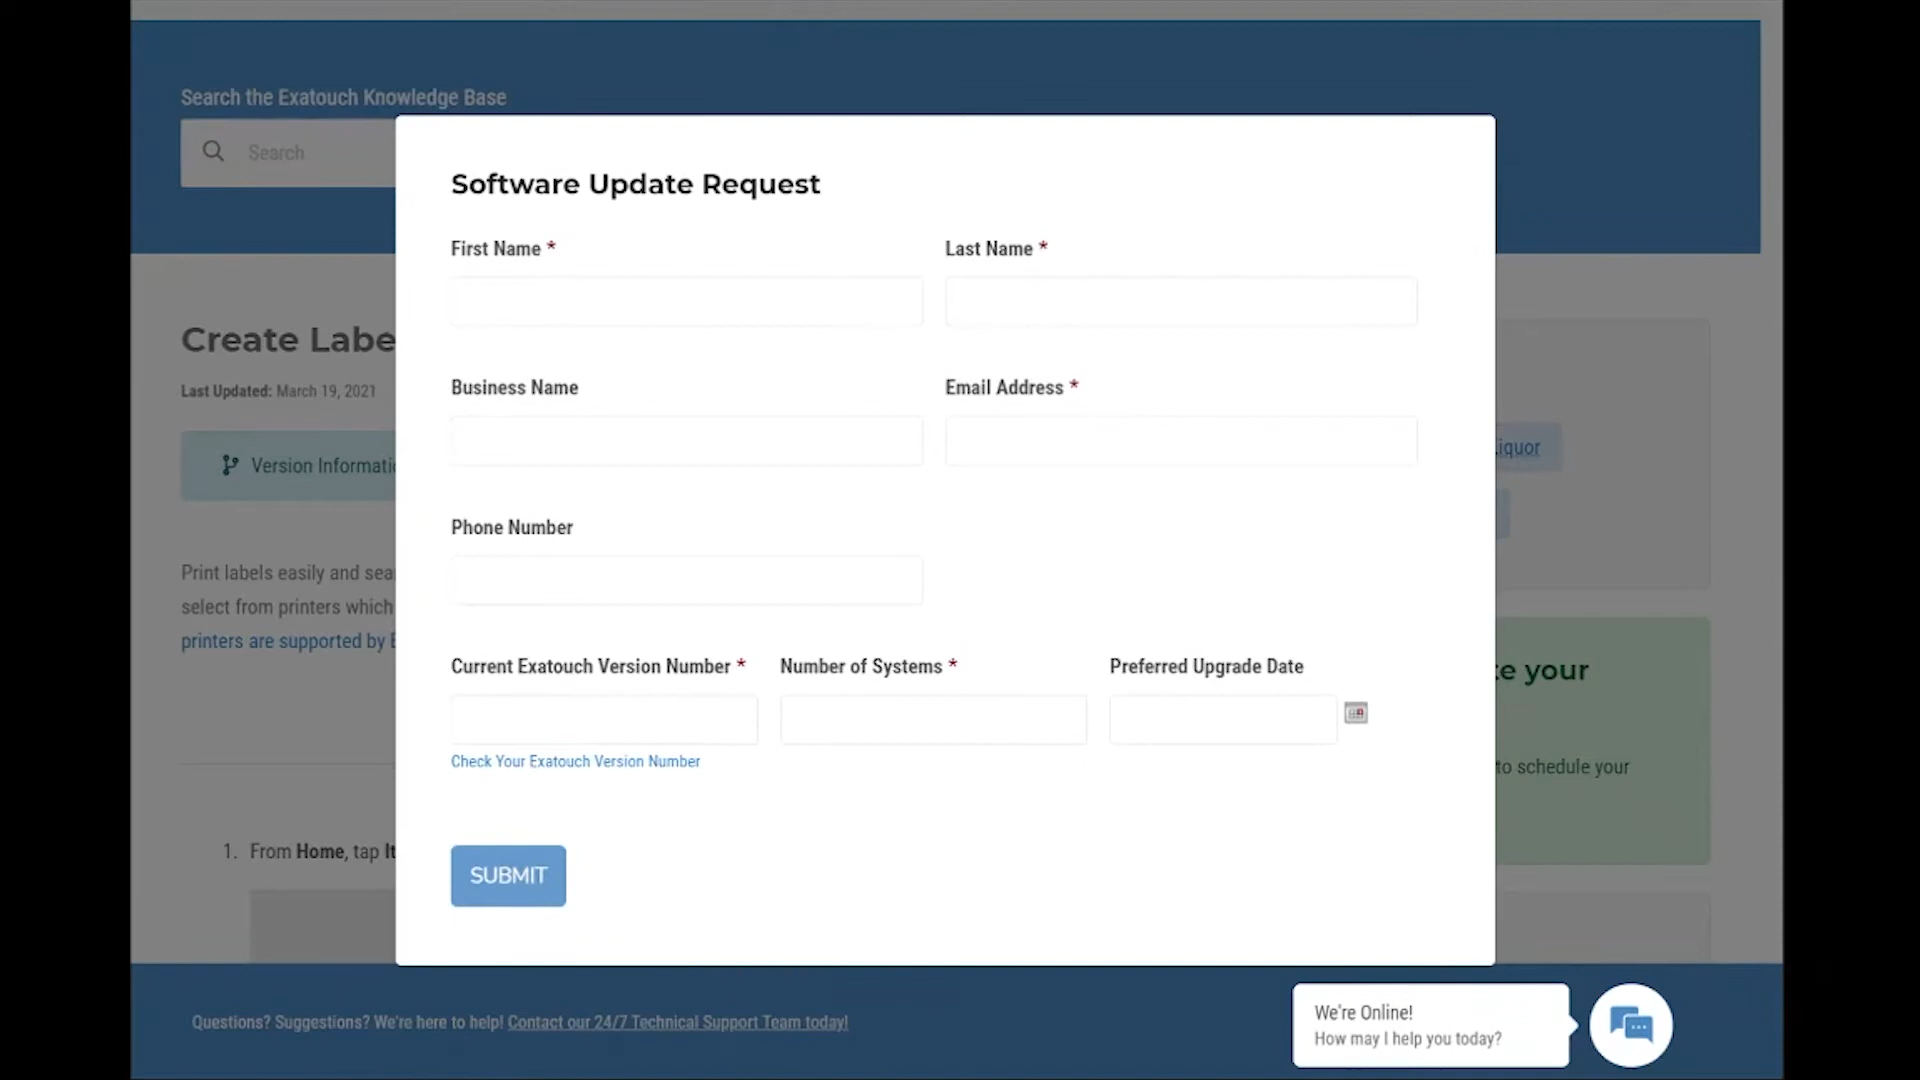 Search the Exatouch Knowledge Base
Search
Software Update Request
First Name *
Last Name *
Create Labe
Last Updated: March 19, 2021
Business Name
Email Address *
Version Informatio
Liquor
Phone Number
Print labels easily and sea
select from printers which
printers are supported by E
Current Exatouch Version Number *
Number of Systems *
Preferred Upgrade Date
Check Your Exatouch Version Number
te your
to schedule your
1. From Home, tap It
SUBMIT
Questions? Suggestions? We're here to help! Contact our 24/7 Technical Support Team today!
We're Online!
How may I help you today?